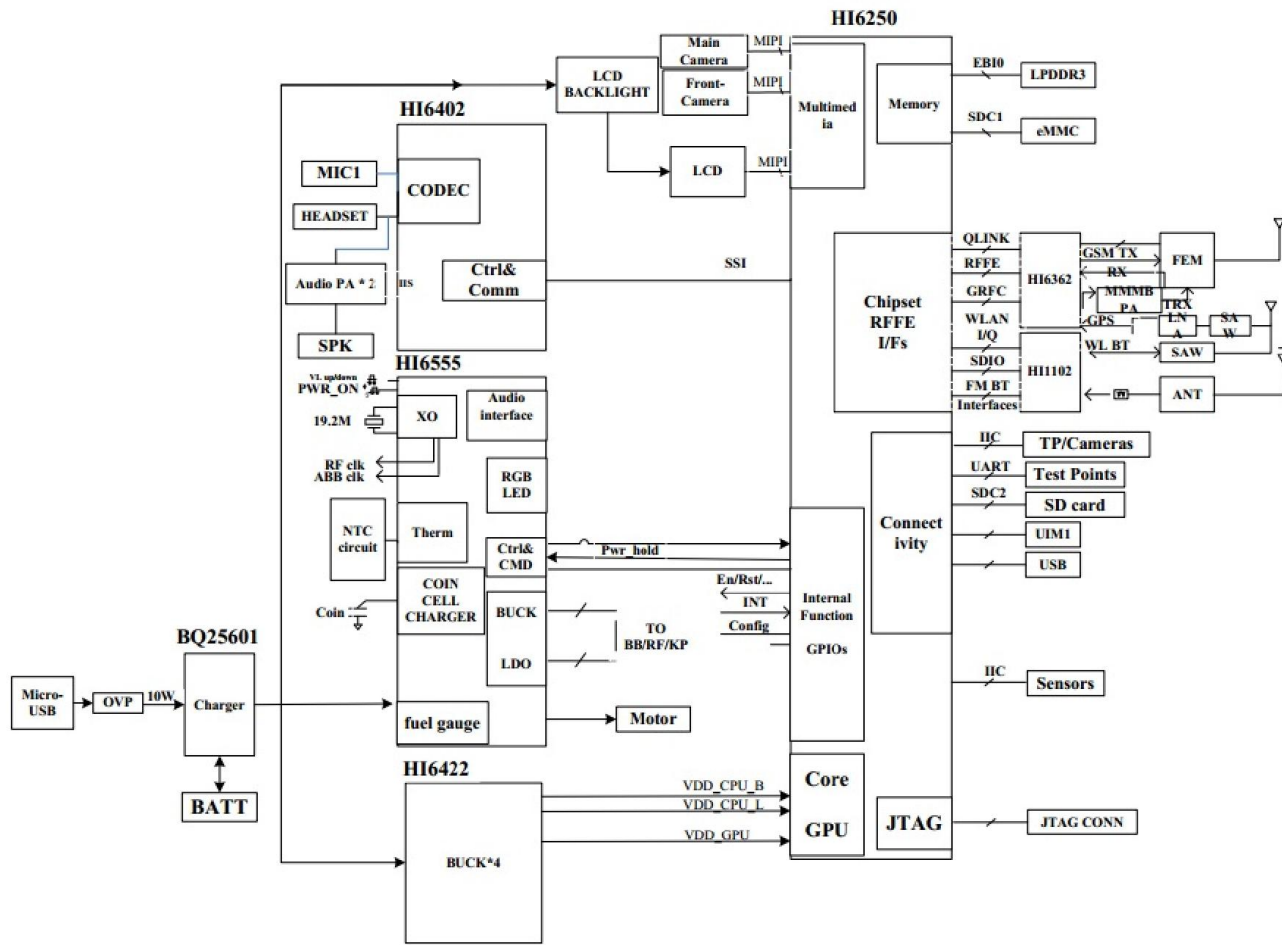 HI6250
Main
Camera
MIPI
Front-
Camera
MIPI
LCD
BACKLIGHT
LCD
MIPI
Multimed
ia
Memory
EBI0
LPDDR3
SDC1
eMMC
HI6402
MIC1
CODEC
HEADSET
Audio PA * 2
IIS
Ctrl&
Comm
SSI
SPK
Chipset
RFFE
I/Fs
QLINK
RFFE
GRFC
WLAN
I/Q
SDIO
FM BT
Interfaces
HI6362
HI1102
GSM TX
RX
MMMB
PA
TRX
GPS
LN
A
SA
W
WL BT
SAW
FEM
ANT
HI6555
VL up/down
PWR_ON
19.2M
XO
RF clk
ABB clk
Audio
interface
RGB
LED
NTC
circuit
Therm
Ctrl&
CMD
Pwr_hold
COIN
CELL
CHARGER
Coin
BUCK
LDO
TO
BB/RF/KP
En/Rst/...
INT
Config
Internal
Function
GPIOs
Connect
ivity
IIC
TP/Cameras
UART
Test Points
SDC2
SD card
UIM1
USB
IIC
Sensors
BQ25601
Micro-
USB
OVP
10W
Charger
BATT
fuel gauge
Motor
HI6422
BUCK*4
VDD_CPU_B
VDD_CPU_L
VDD_GPU
Core
GPU
JTAG
JTAG CONN